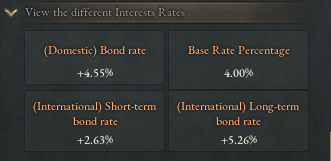 View the different Interests Rates
(Domestic) Bond rate
+4.55%
Base Rate Percentage
4.00%
(International) Short-term
bond rate
+2.63%
(International) Long-term
bond rate
+5.26%